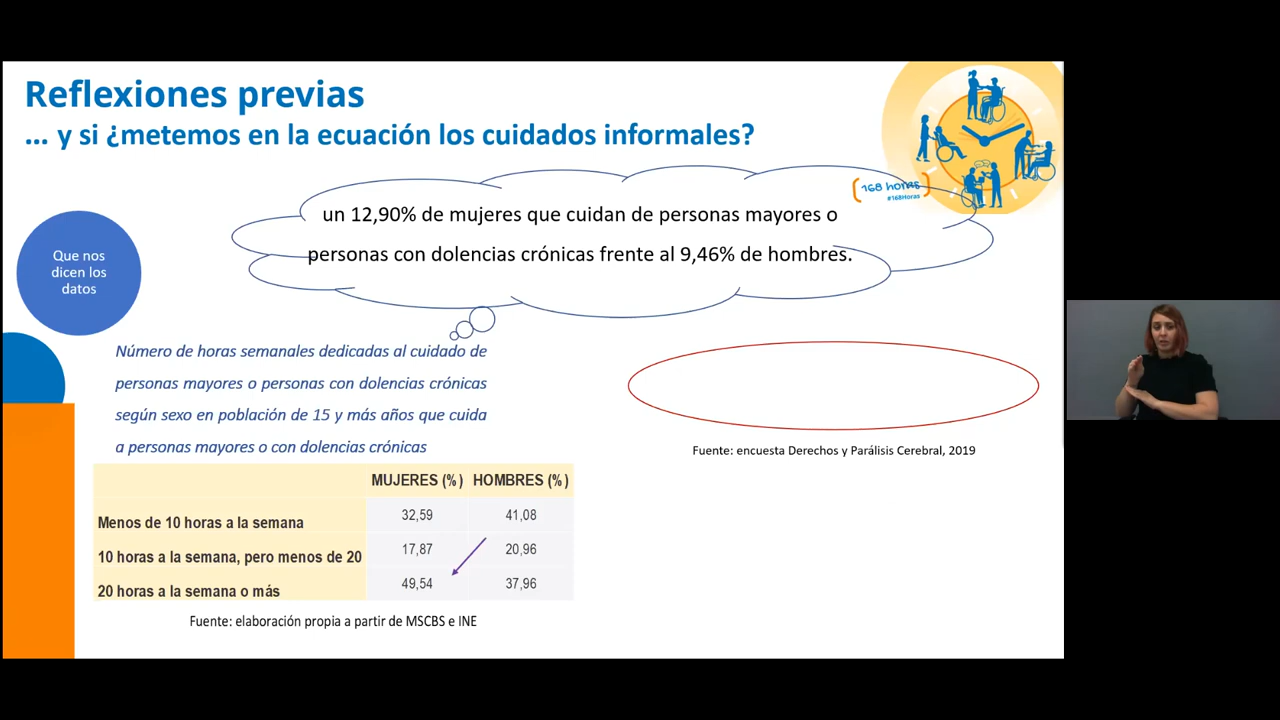 Reflexiones previas
... y si ¿metemos en la ecuación los cuidados informales?
168 horas
#168Horas
un 12,90% de mujeres que cuidan de personas mayores o
personas con dolencias crónicas frente al 9,46% de hombres.
Que nos
dicen los
datos
Número de horas semanales dedicadas al cuidado de
personas mayores o personas con dolencias crónicas
según sexo en población de 15 y más años que cuida
a personas mayores o con dolencias crónicas
Fuente: encuesta Derechos y Parálisis Cerebral, 2019
MUJERES (%) HOMBRES (%)
Menos de 10 horas a la semana 32,59 41,08
10 horas a la semana, pero menos de 20 17,87 20,96
20 horas a la semana o más 49,54 37,96
Fuente: elaboración propia a partir de MSCBS e INE